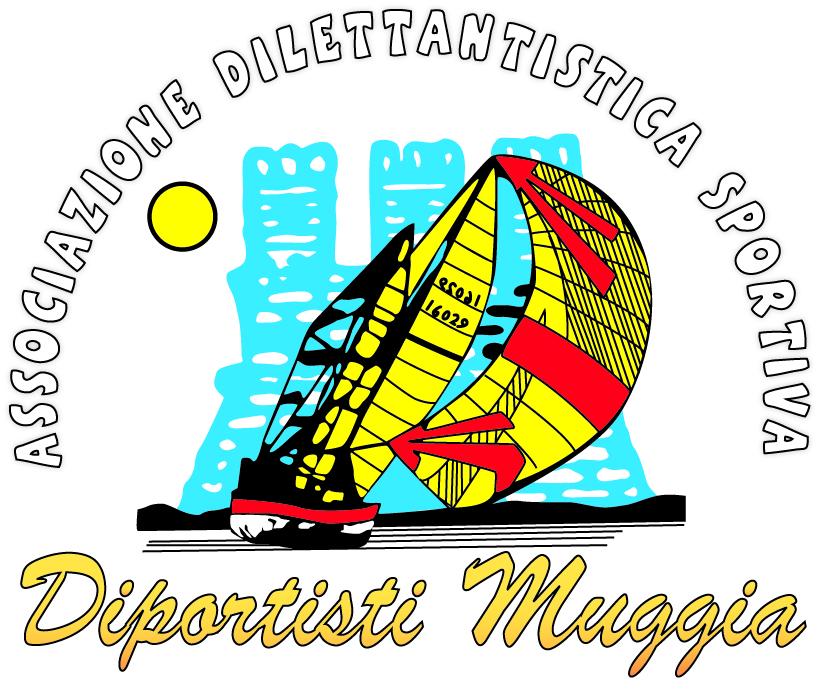 ASSOCIAZIONE DILETTANTISTICA SPORTIVA
16029
16029
Diportisti Muggia